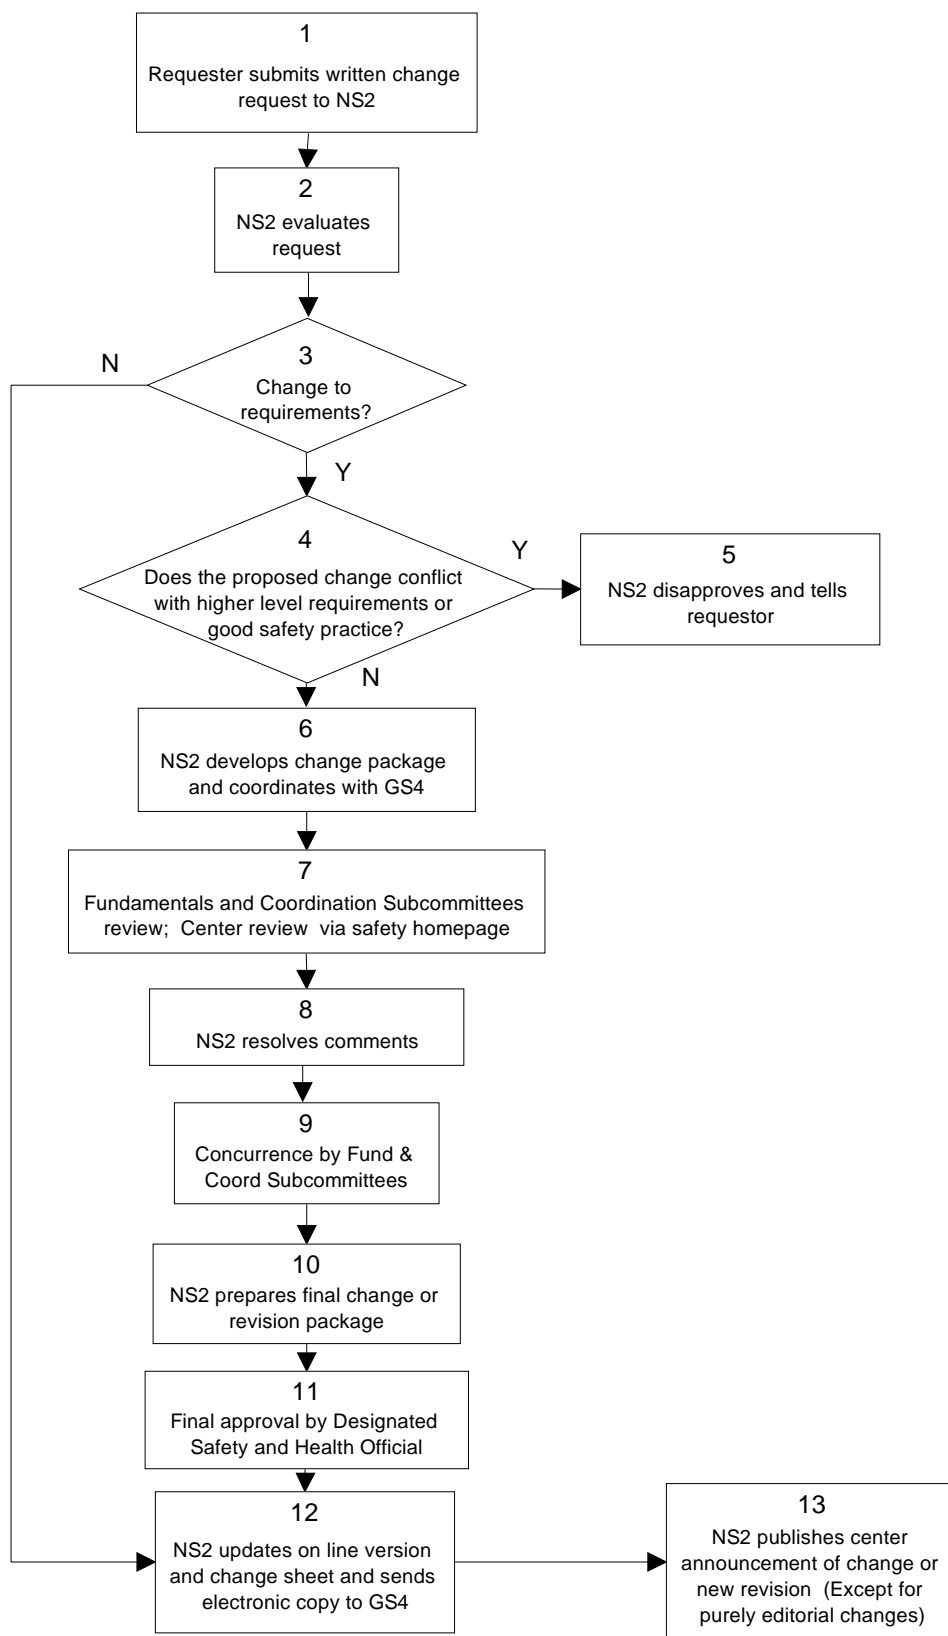 1
Requester submits written change
request to NS2
2
NS2 evaluates
request
N
3
Change to
requirements?
Y
4
Does the proposed change conflict
with higher level requirements or
good safety practice?
Y
5
NS2 disapproves and tells
requestor
N
6
NS2 develops change package
and coordinates with GS4
7
Fundamentals and Coordination Subcommittees
review; Center review via safety homepage
8
NS2 resolves comments
9
Concurrence by Fund &
Coord Subcommittees
10
NS2 prepares final change or
revision package
11
Final approval by Designated
Safety and Health Official
12
NS2 updates on line version
and change sheet and sends
electronic copy to GS4
13
NS2 publishes center
announcement of change or
new revision (Except for
purely editorial changes)